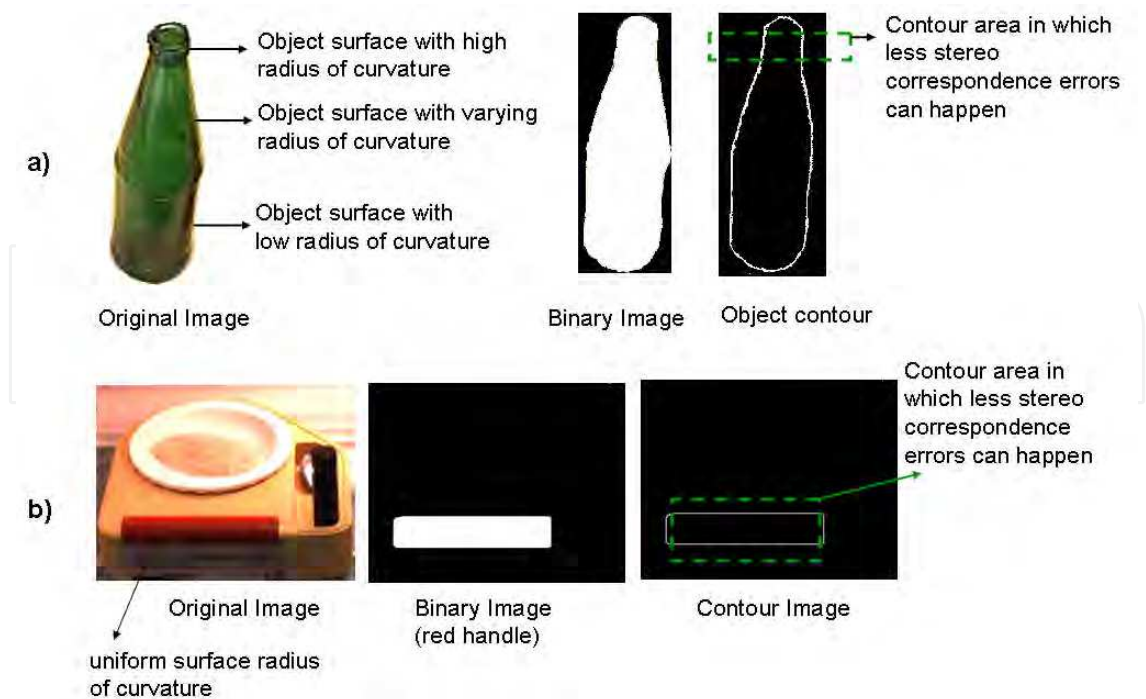 Object surface with high
radius of curvature
Object surface with varying
radius of curvature
Object surface with
low radius of curvature
Contour area in which
less stereo
correspondence errors
can happen
a)
Original Image
Binary Image
Object contour
Contour area in
which less stereo
correspondence
errors can happen
b)
Original Image
Binary Image
(red handle)
Contour Image
uniform surface radius
of curvature